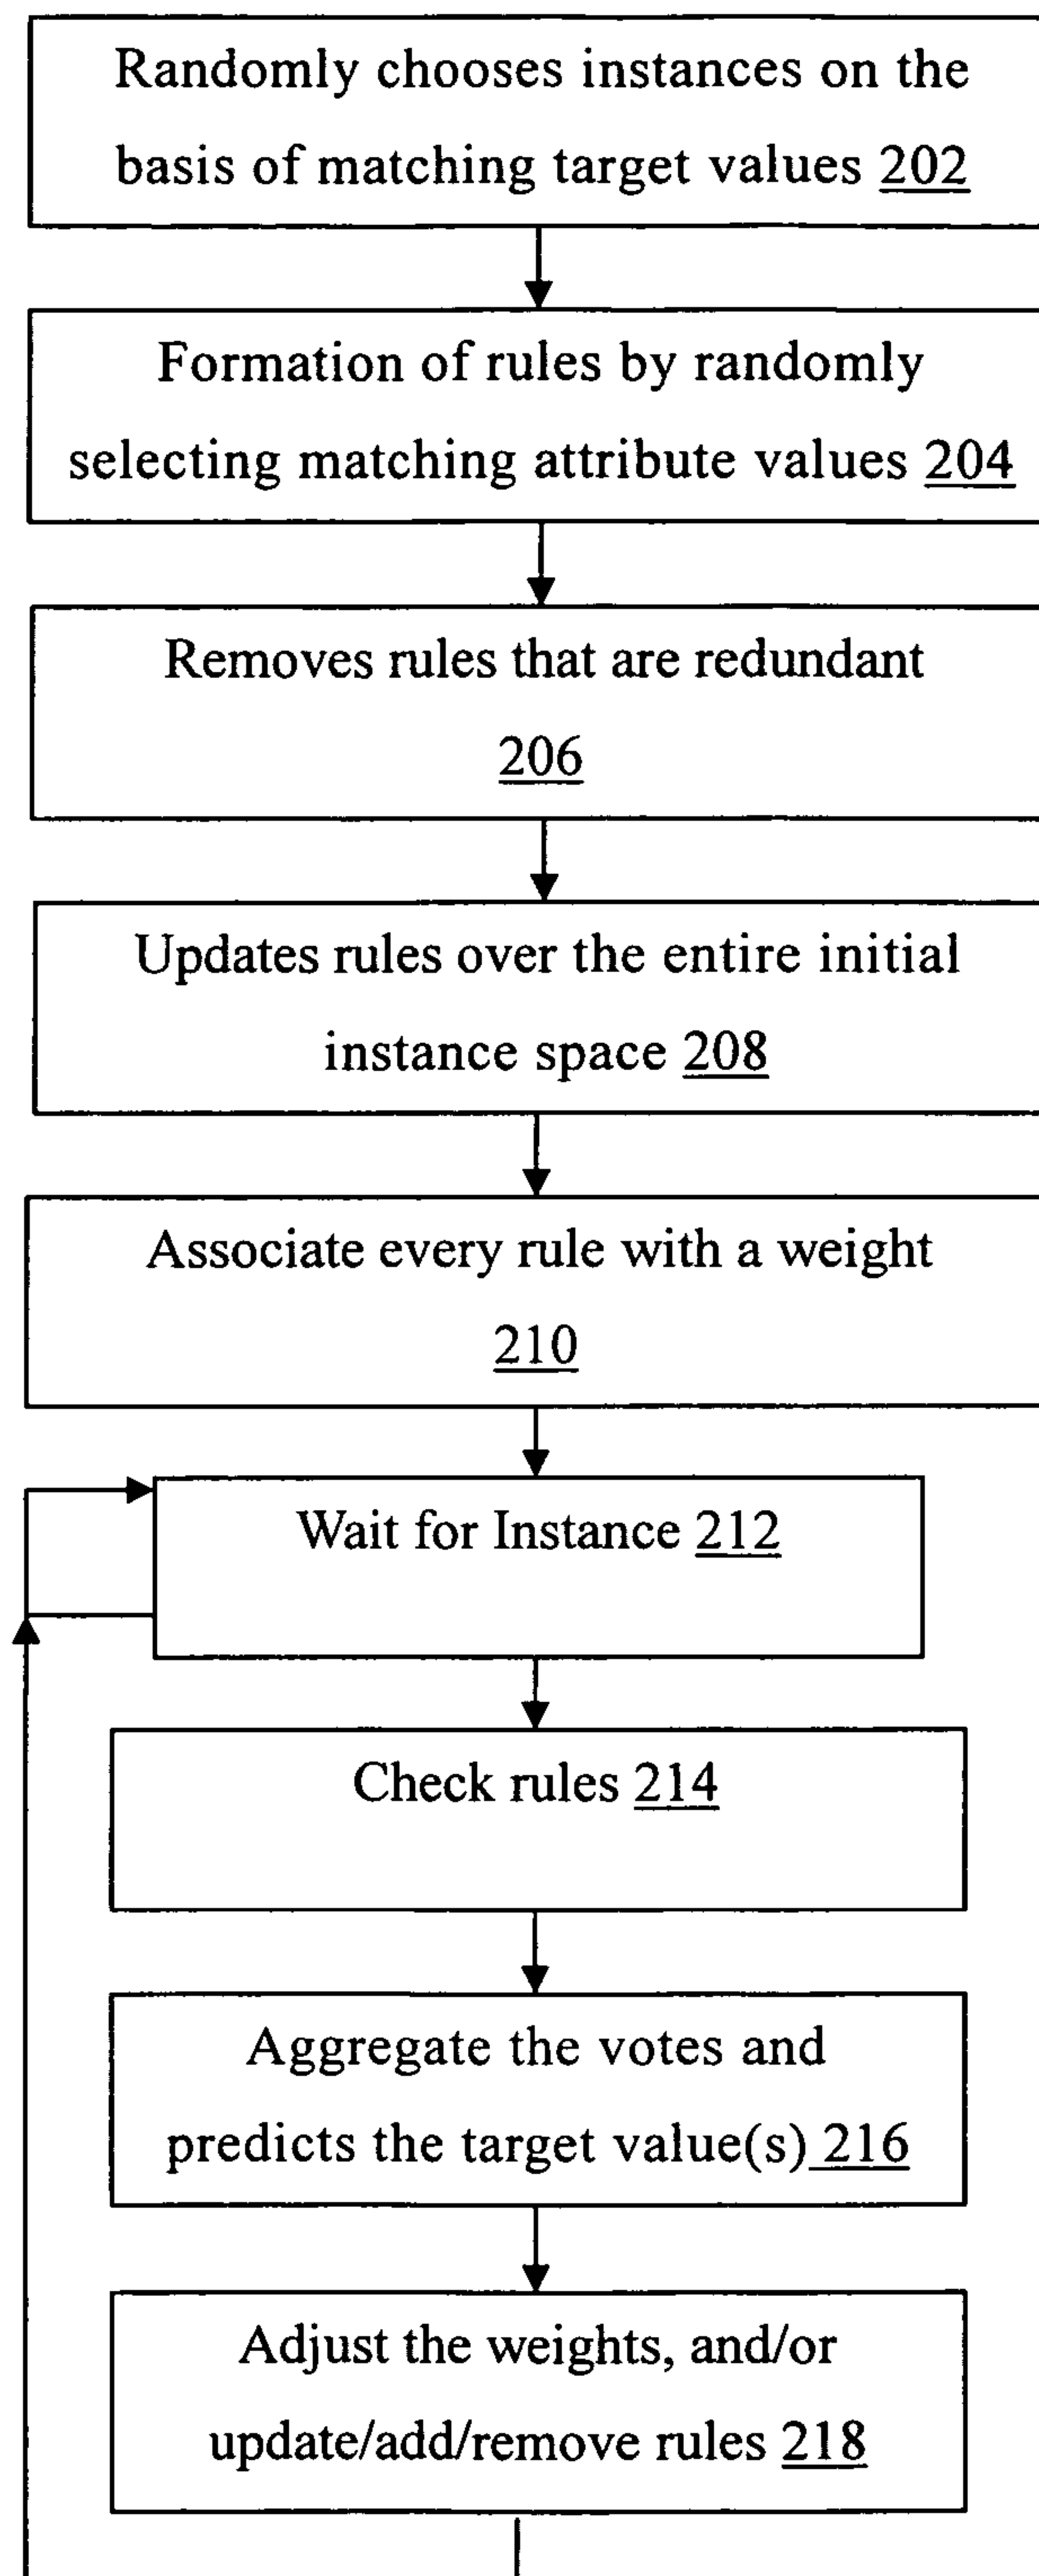 Randomly chooses instances on the
basis of matching target values 202
Formation of rules by randomly
selecting matching attribute values 204
Removes rules that are redundant
206
Updates rules over the entire initial
instance space 208
Associate every rule with a weight
210
Wait for Instance 212
Check rules 214
Aggregate the votes and
predicts the target value(s) 216
Adjust the weights, and/or
update/add/remove rules 218